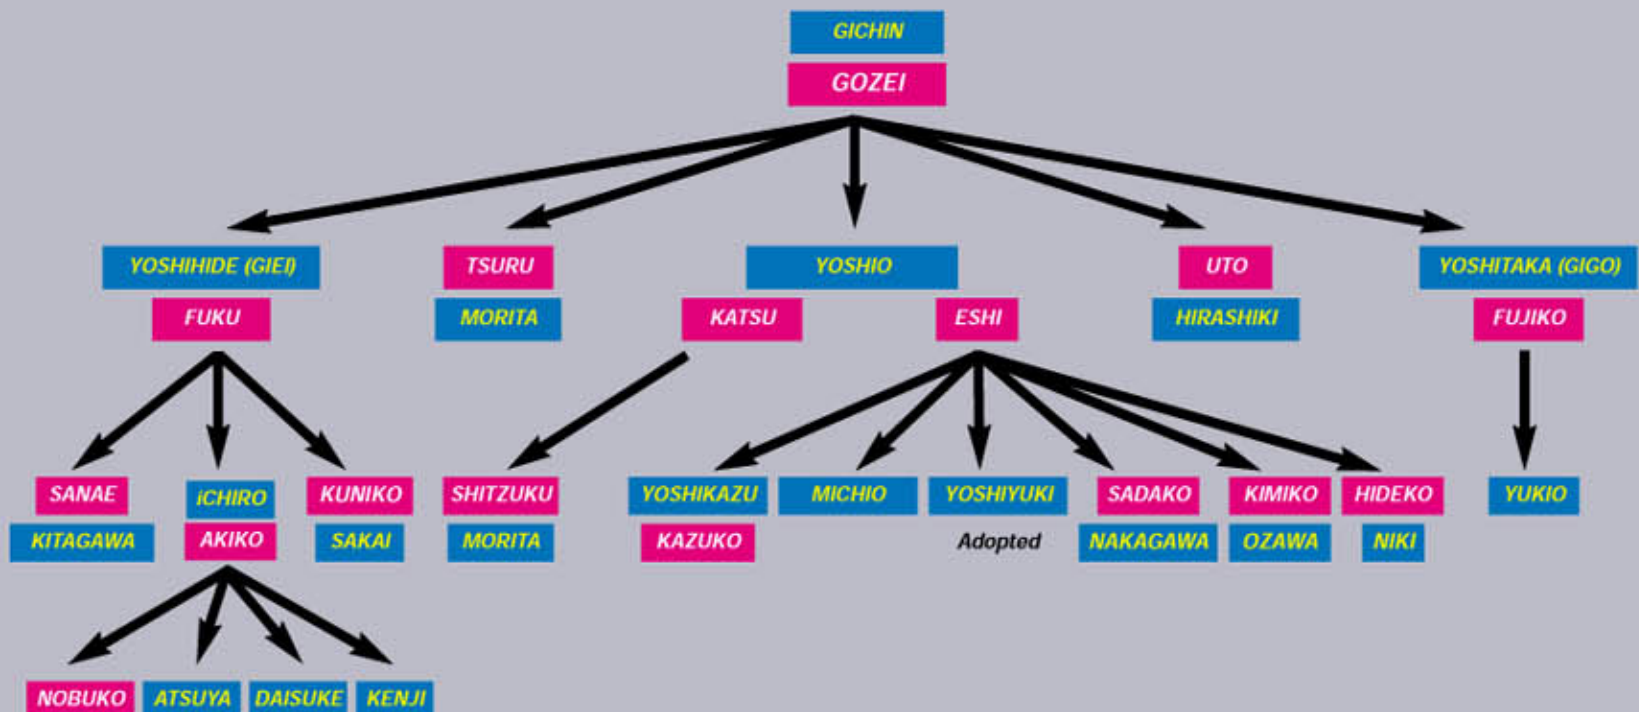 GICHIN
GOZEI
YOSHIHIDE (GIEI) TSURU YOSHIO UTO YOSHITAKA (GIGO)
FUKU MORITA KATSU ESHI HIRASHIKI FUJIKO
SANAE iCHIRO KUNIKO SHITZUKU YOSHIKAZU MICHIO YOSHIYUKI SADAKO KIMIKO HIDEKO YUKIO
KITAGAWA AKIKO SAKAI MORITA KAZUKO Adopted NAKAGAWA OZAWA NIKI
NOBUKO ATSUYA DAISUKE KENJI